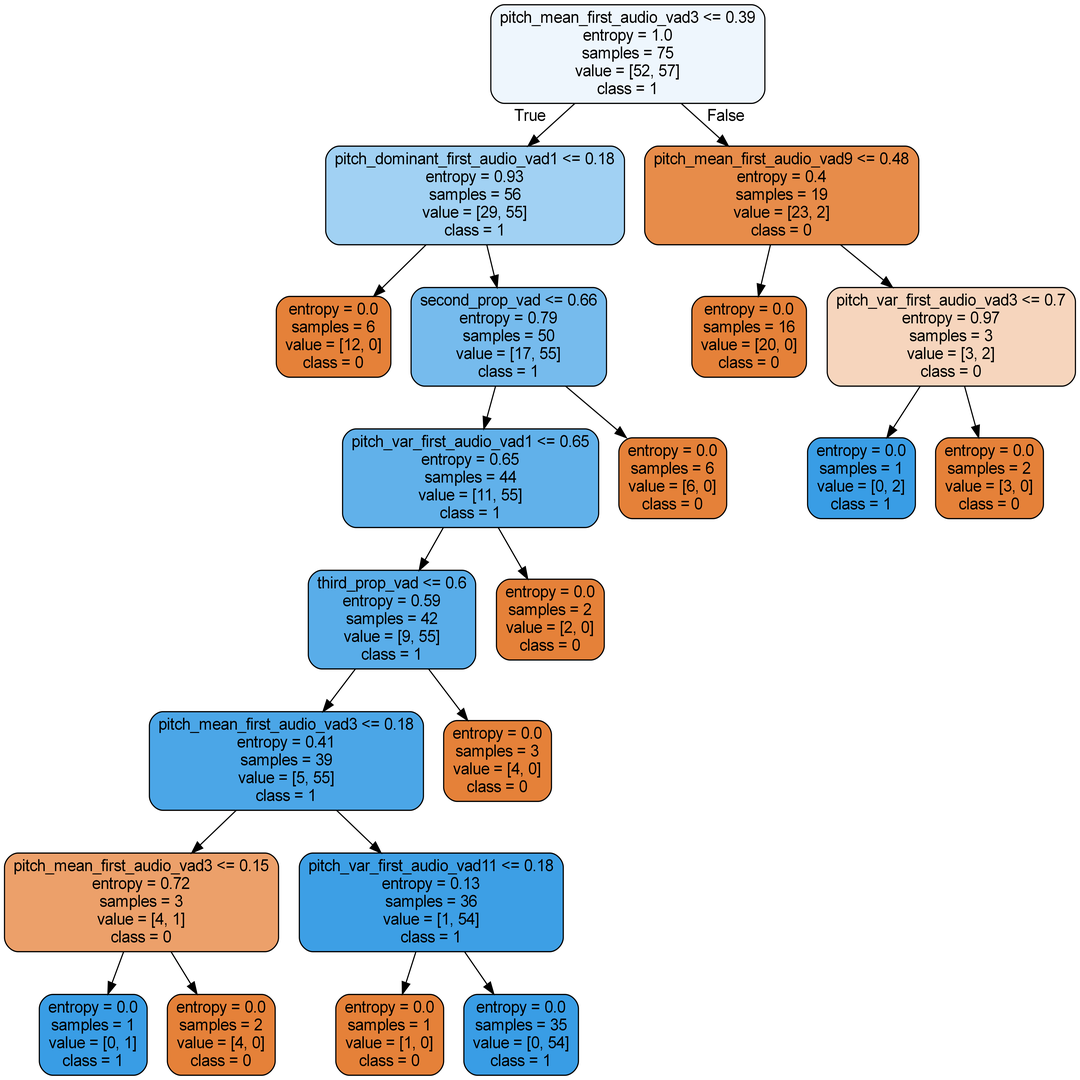 pitch_mean_first_audio_vad3 <= 0.39
entropy = 1.0
samples = 75
value = [52, 57]
class = 1
True
False
pitch_dominant_first_audio_vad1 <= 0.18
entropy = 0.93
samples = 56
value = [29, 55]
class = 1
pitch_mean_first_audio_vad9 <= 0.48
entropy = 0.4
samples = 19
value = [23, 2]
class = 0
entropy = 0.0
samples = 6
value = [12, 0]
class = 0
second_prop_vad <= 0.66
entropy = 0.79
samples = 50
value = [17, 55]
class = 1
entropy = 0.0
samples = 16
value = [20, 0]
class = 0
pitch_var_first_audio_vad3 <= 0.7
entropy = 0.97
samples = 3
value = [3, 2]
class = 0
pitch_var_first_audio_vad1 <= 0.65
entropy = 0.65
samples = 44
value = [11, 55]
class = 1
entropy = 0.0
samples = 6
value = [6, 0]
class = 0
entropy = 0.0
samples = 1
value = [0, 2]
class = 1
entropy = 0.0
samples = 2
value = [3, 0]
class = 0
third_prop_vad <= 0.6
entropy = 0.59
samples = 42
value = [9, 55]
class = 1
entropy = 0.0
samples = 2
value = [2, 0]
class = 0
pitch_mean_first_audio_vad3 <= 0.18
entropy = 0.41
samples = 39
value = [5, 55]
class = 1
entropy = 0.0
samples = 3
value = [4, 0]
class = 0
pitch_mean_first_audio_vad3 <= 0.15
entropy = 0.72
samples = 3
value = [4, 1]
class = 0
pitch_var_first_audio_vad11 <= 0.18
entropy = 0.13
samples = 36
value = [1, 54]
class = 1
entropy = 0.0
samples = 1
value = [0, 1]
class = 1
entropy = 0.0
samples = 2
value = [4, 0]
class = 0
entropy = 0.0
samples = 1
value = [1, 0]
class = 0
entropy = 0.0
samples = 35
value = [0, 54]
class = 1